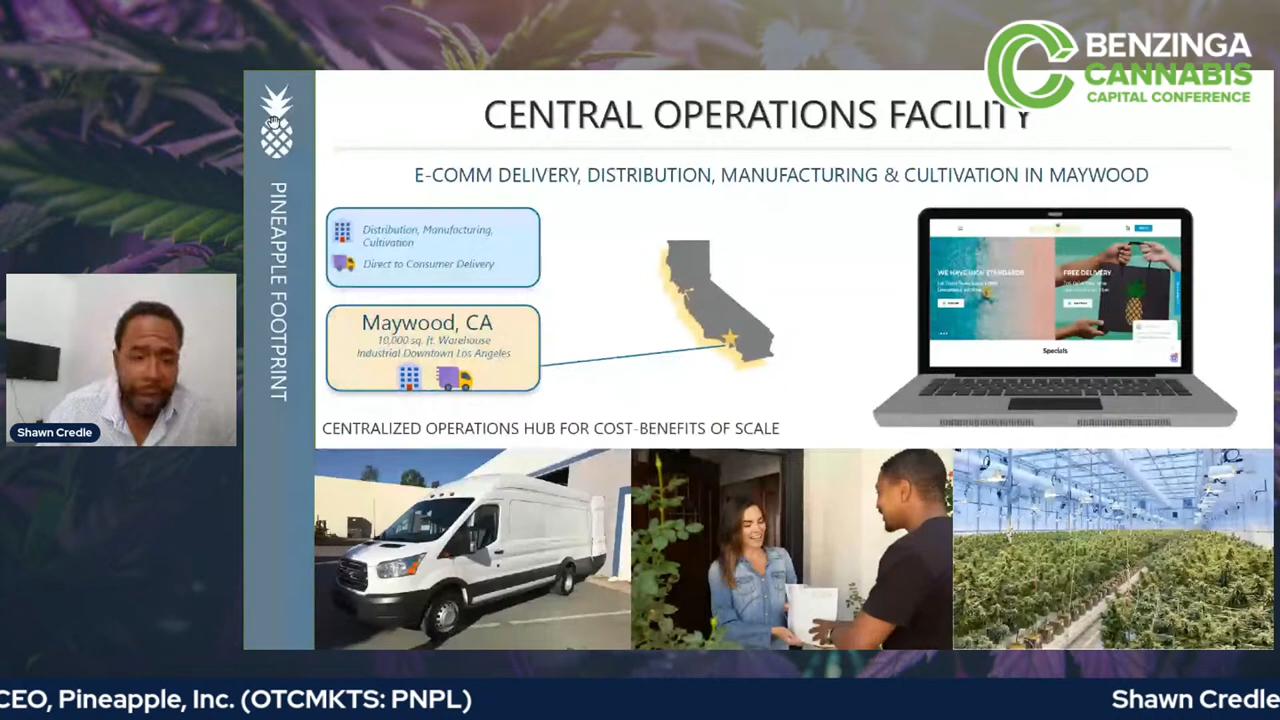 BENZINGA
CANNABIS
CAPITAL CONFERENCE
CENTRAL OPERATIONS FACILITY
E-COMM DELIVERY, DISTRIBUTION, MANUFACTURING & CULTIVATION IN MAYWOOD
PINEAPPLE FOOTPRINT
Distribution, Manufacturing,
Cultivation
Direct to Consumer Delivery
Maywood, CA
10,000 sq. ft. Warehouse
Industrial Downtown Los Angeles
WE HAVE HIGH STANDARDS
FREE DELIVERY
Specials
CENTRALIZED OPERATIONS HUB FOR COST-BENEFITS OF SCALE
Shawn Credle
CEO, Pineapple, Inc. (OTCMKTS: PNPL)
Shawn Credle